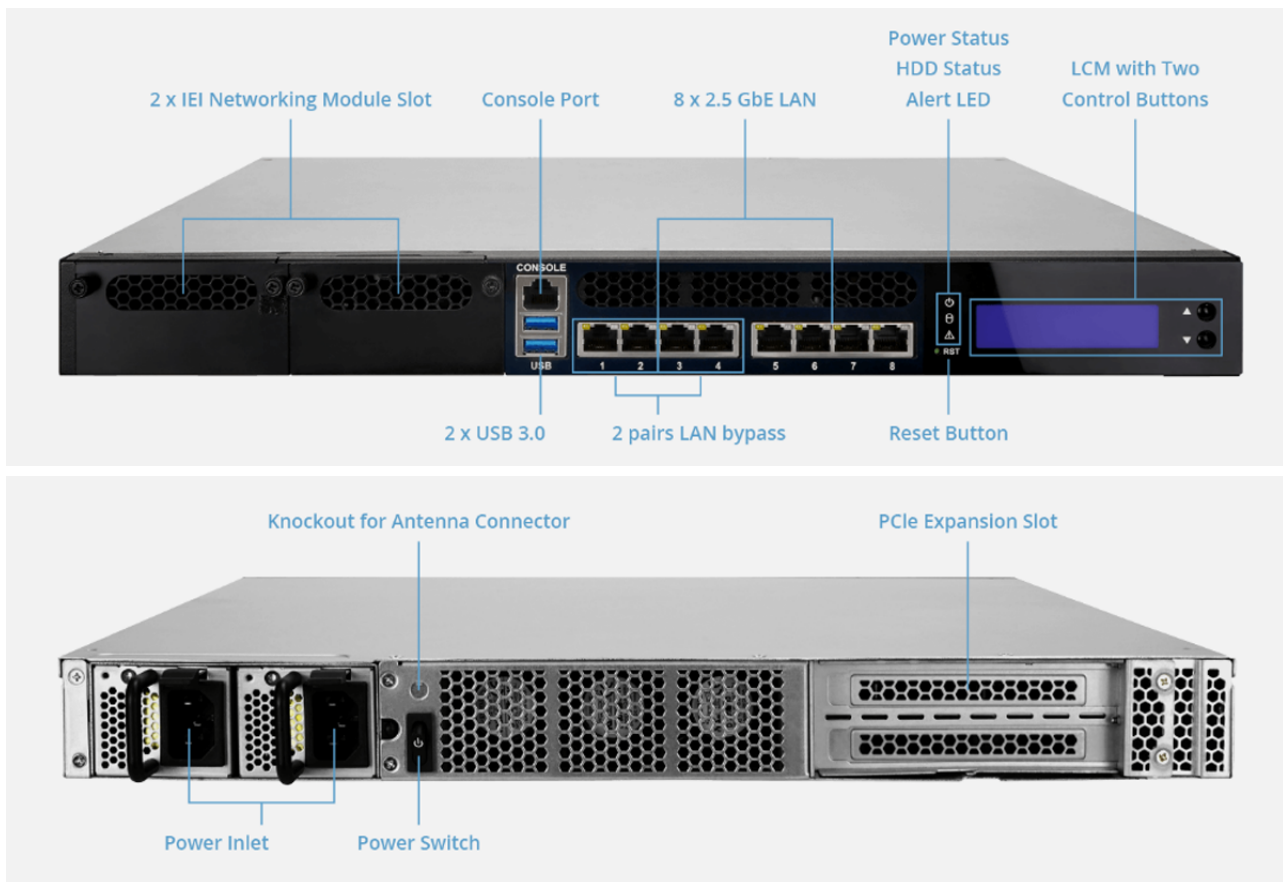 Power Status
HDD Status
Alert LED
LCM with Two
Control Buttons
2 x IEI Networking Module Slot
Console Port
8 x 2.5 GbE LAN
CONSOLE
USB
1 2 3 4 5 6 7 8
RST
2 x USB 3.0
2 pairs LAN bypass
Reset Button
Knockout for Antenna Connector
PCIe Expansion Slot
Power Inlet
Power Switch